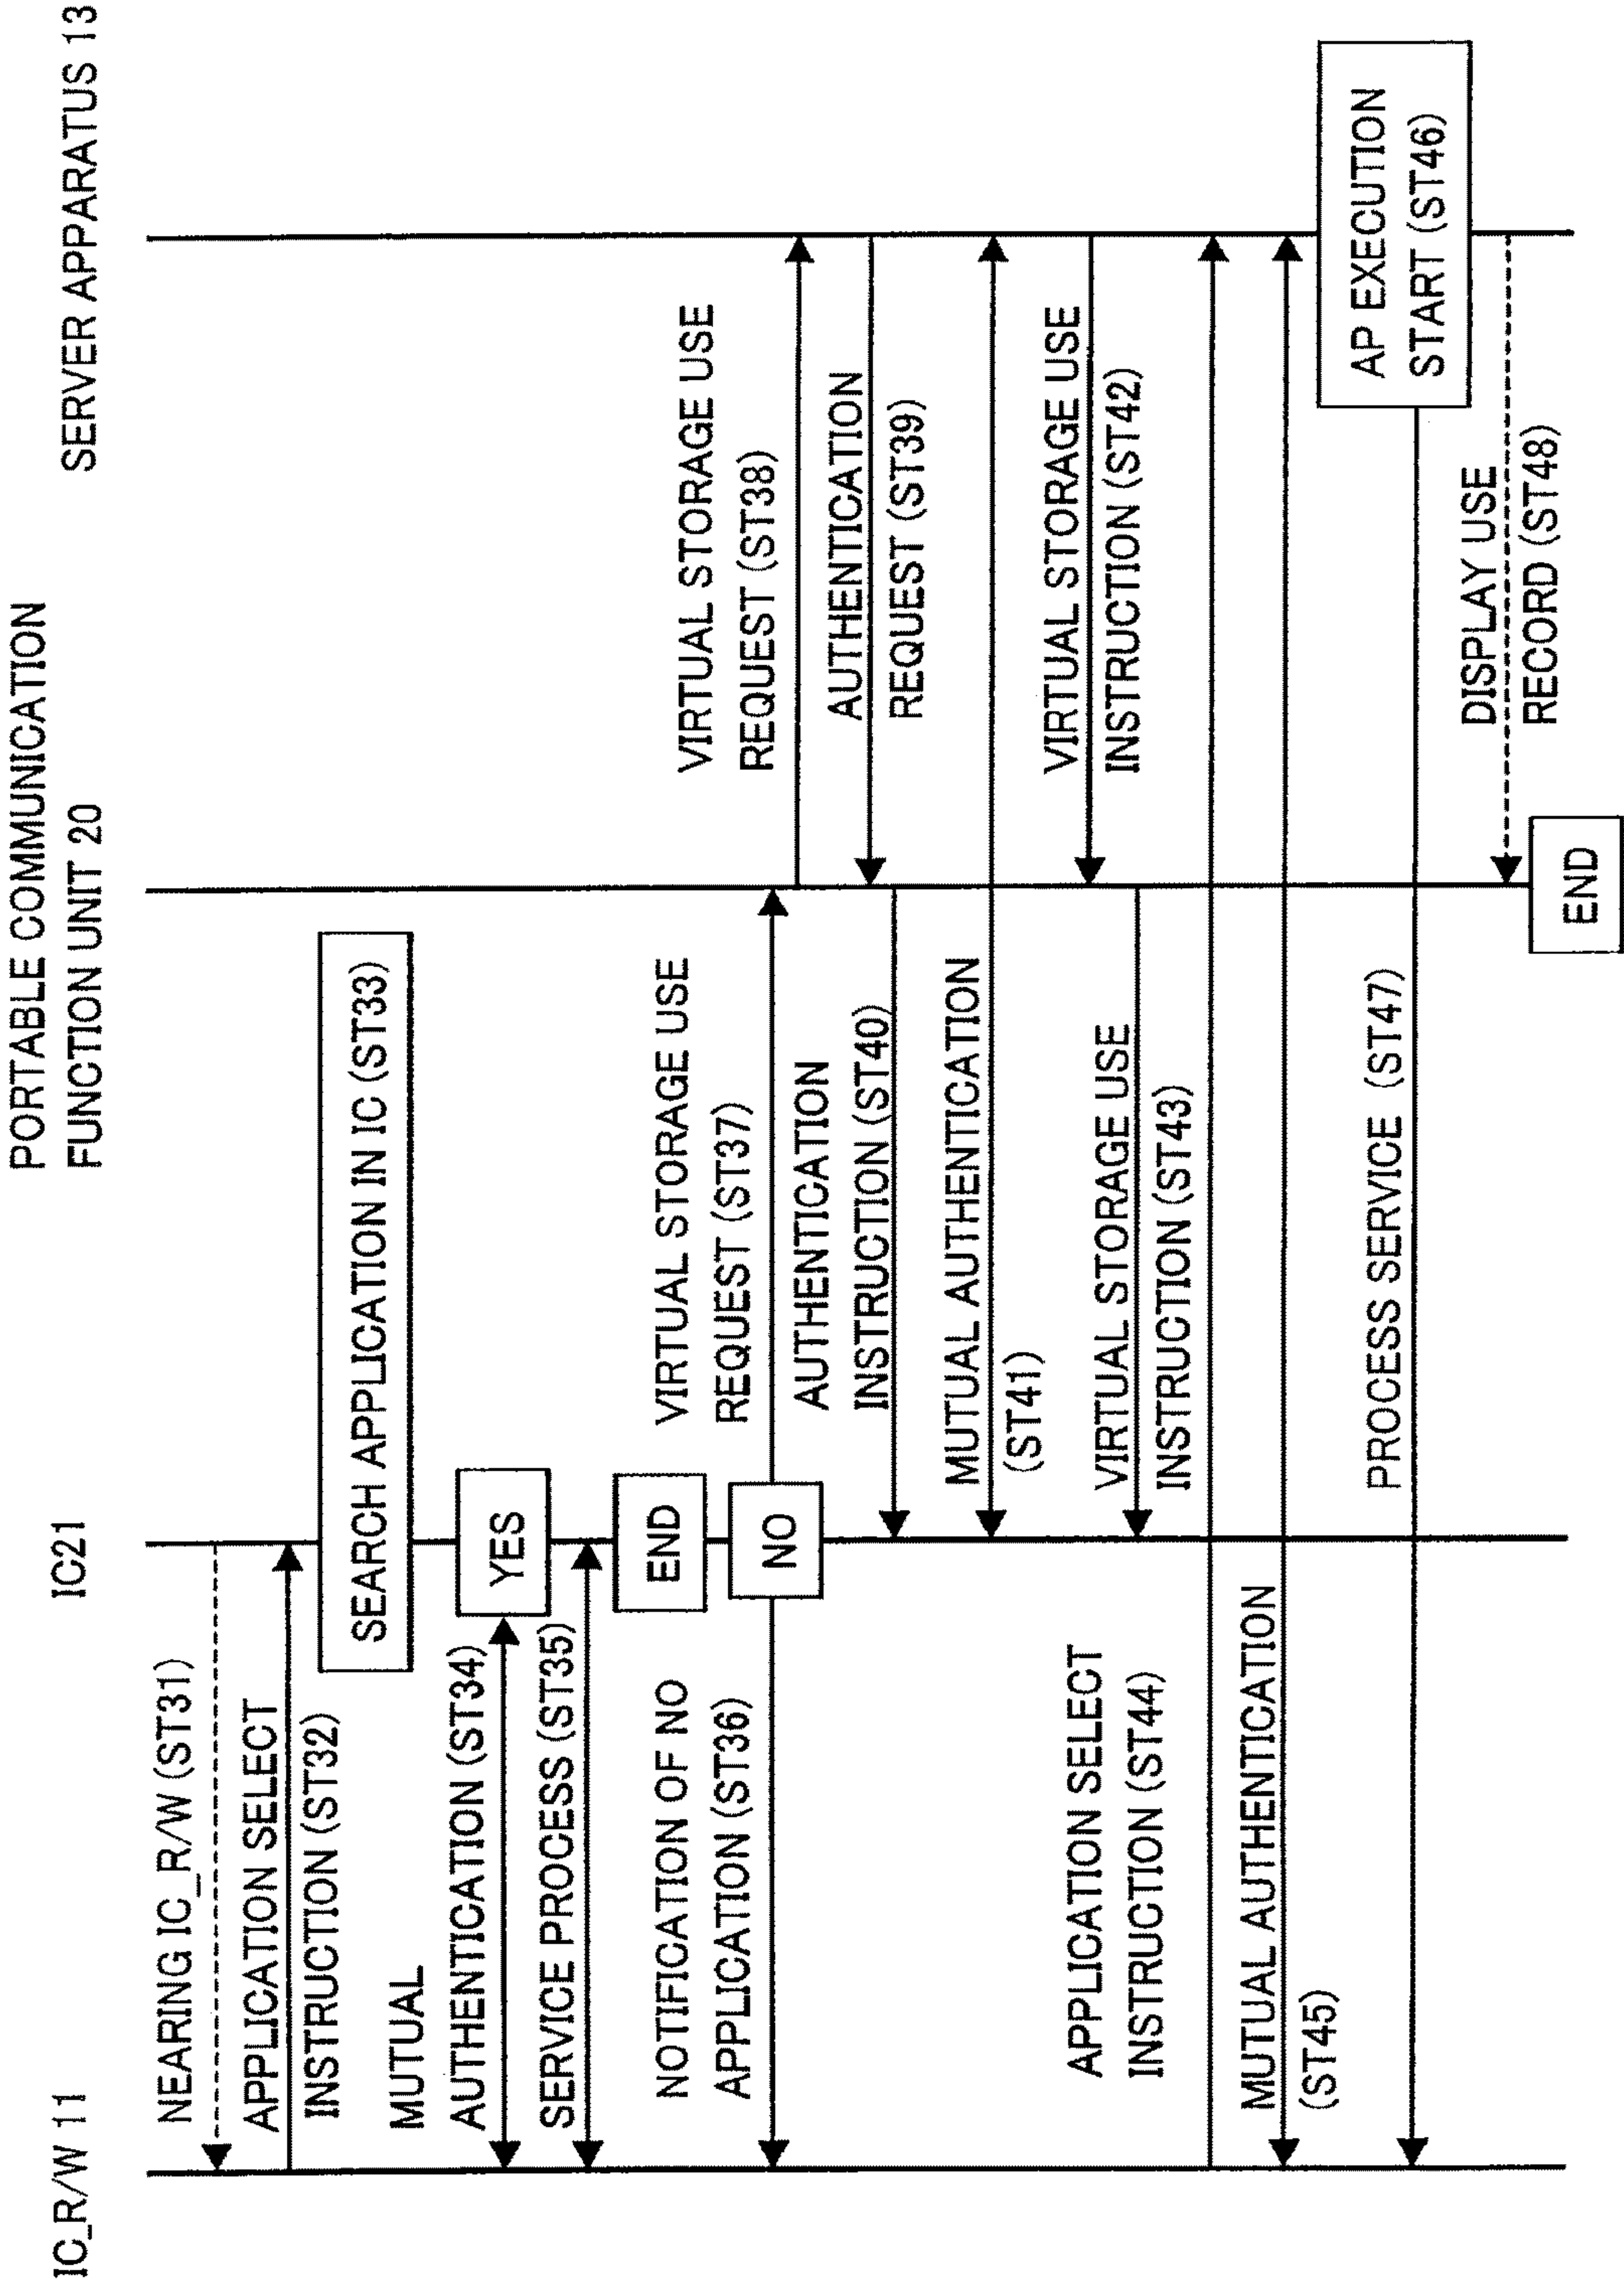 IC_R/W 11
IC21
PORTABLE COMMUNICATION
FUNCTION UNIT 20
SERVER APPARATUS 13
NEARING IC_R/W (ST31)
APPLICATION SELECT
INSTRUCTION (ST32)
SEARCH APPLICATION IN IC (ST33)
MUTUAL
AUTHENTICATION (ST34)
YES
SERVICE PROCESS (ST35)
END
NOTIFICATION OF NO
APPLICATION (ST36)
NO
VIRTUAL STORAGE USE
REQUEST (ST37)
VIRTUAL STORAGE USE
REQUEST (ST38)
AUTHENTICATION
REQUEST (ST39)
AUTHENTICATION
INSTRUCTION (ST40)
MUTUAL AUTHENTICATION
(ST41)
VIRTUAL STORAGE USE
INSTRUCTION (ST42)
VIRTUAL STORAGE USE
INSTRUCTION (ST43)
APPLICATION SELECT
INSTRUCTION (ST44)
MUTUAL AUTHENTICATION
(ST45)
AP EXECUTION
START (ST46)
PROCESS SERVICE (ST47)
DISPLAY USE
RECORD (ST48)
END